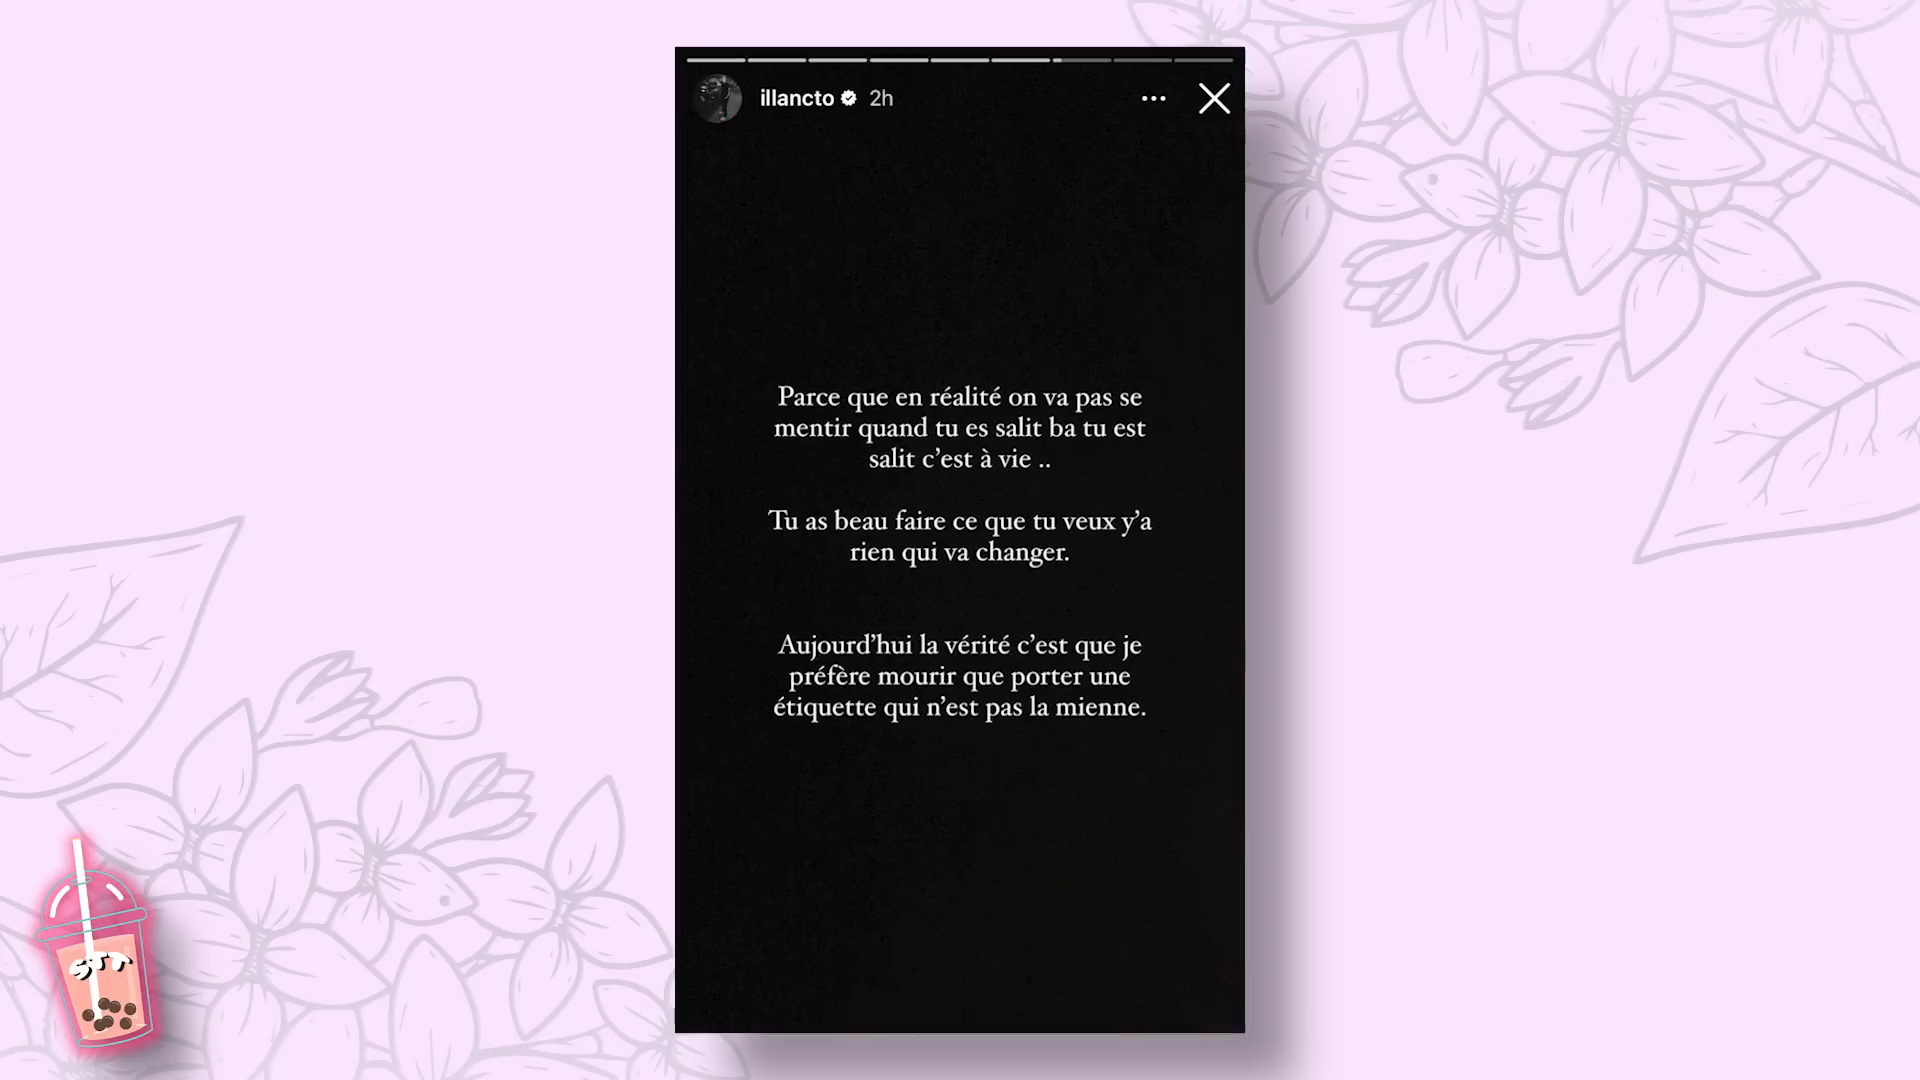 illancto 2h
Parce que en réalité on va pas se
mentir quand tu es salit ba tu est
salit c'est à vie ..
Tu as beau faire ce que tu veux y'a
rien qui va changer.
Aujourd'hui la vérité c'est que je
préfère mourir que porter une
étiquette qui n'est pas la mienne.
STT